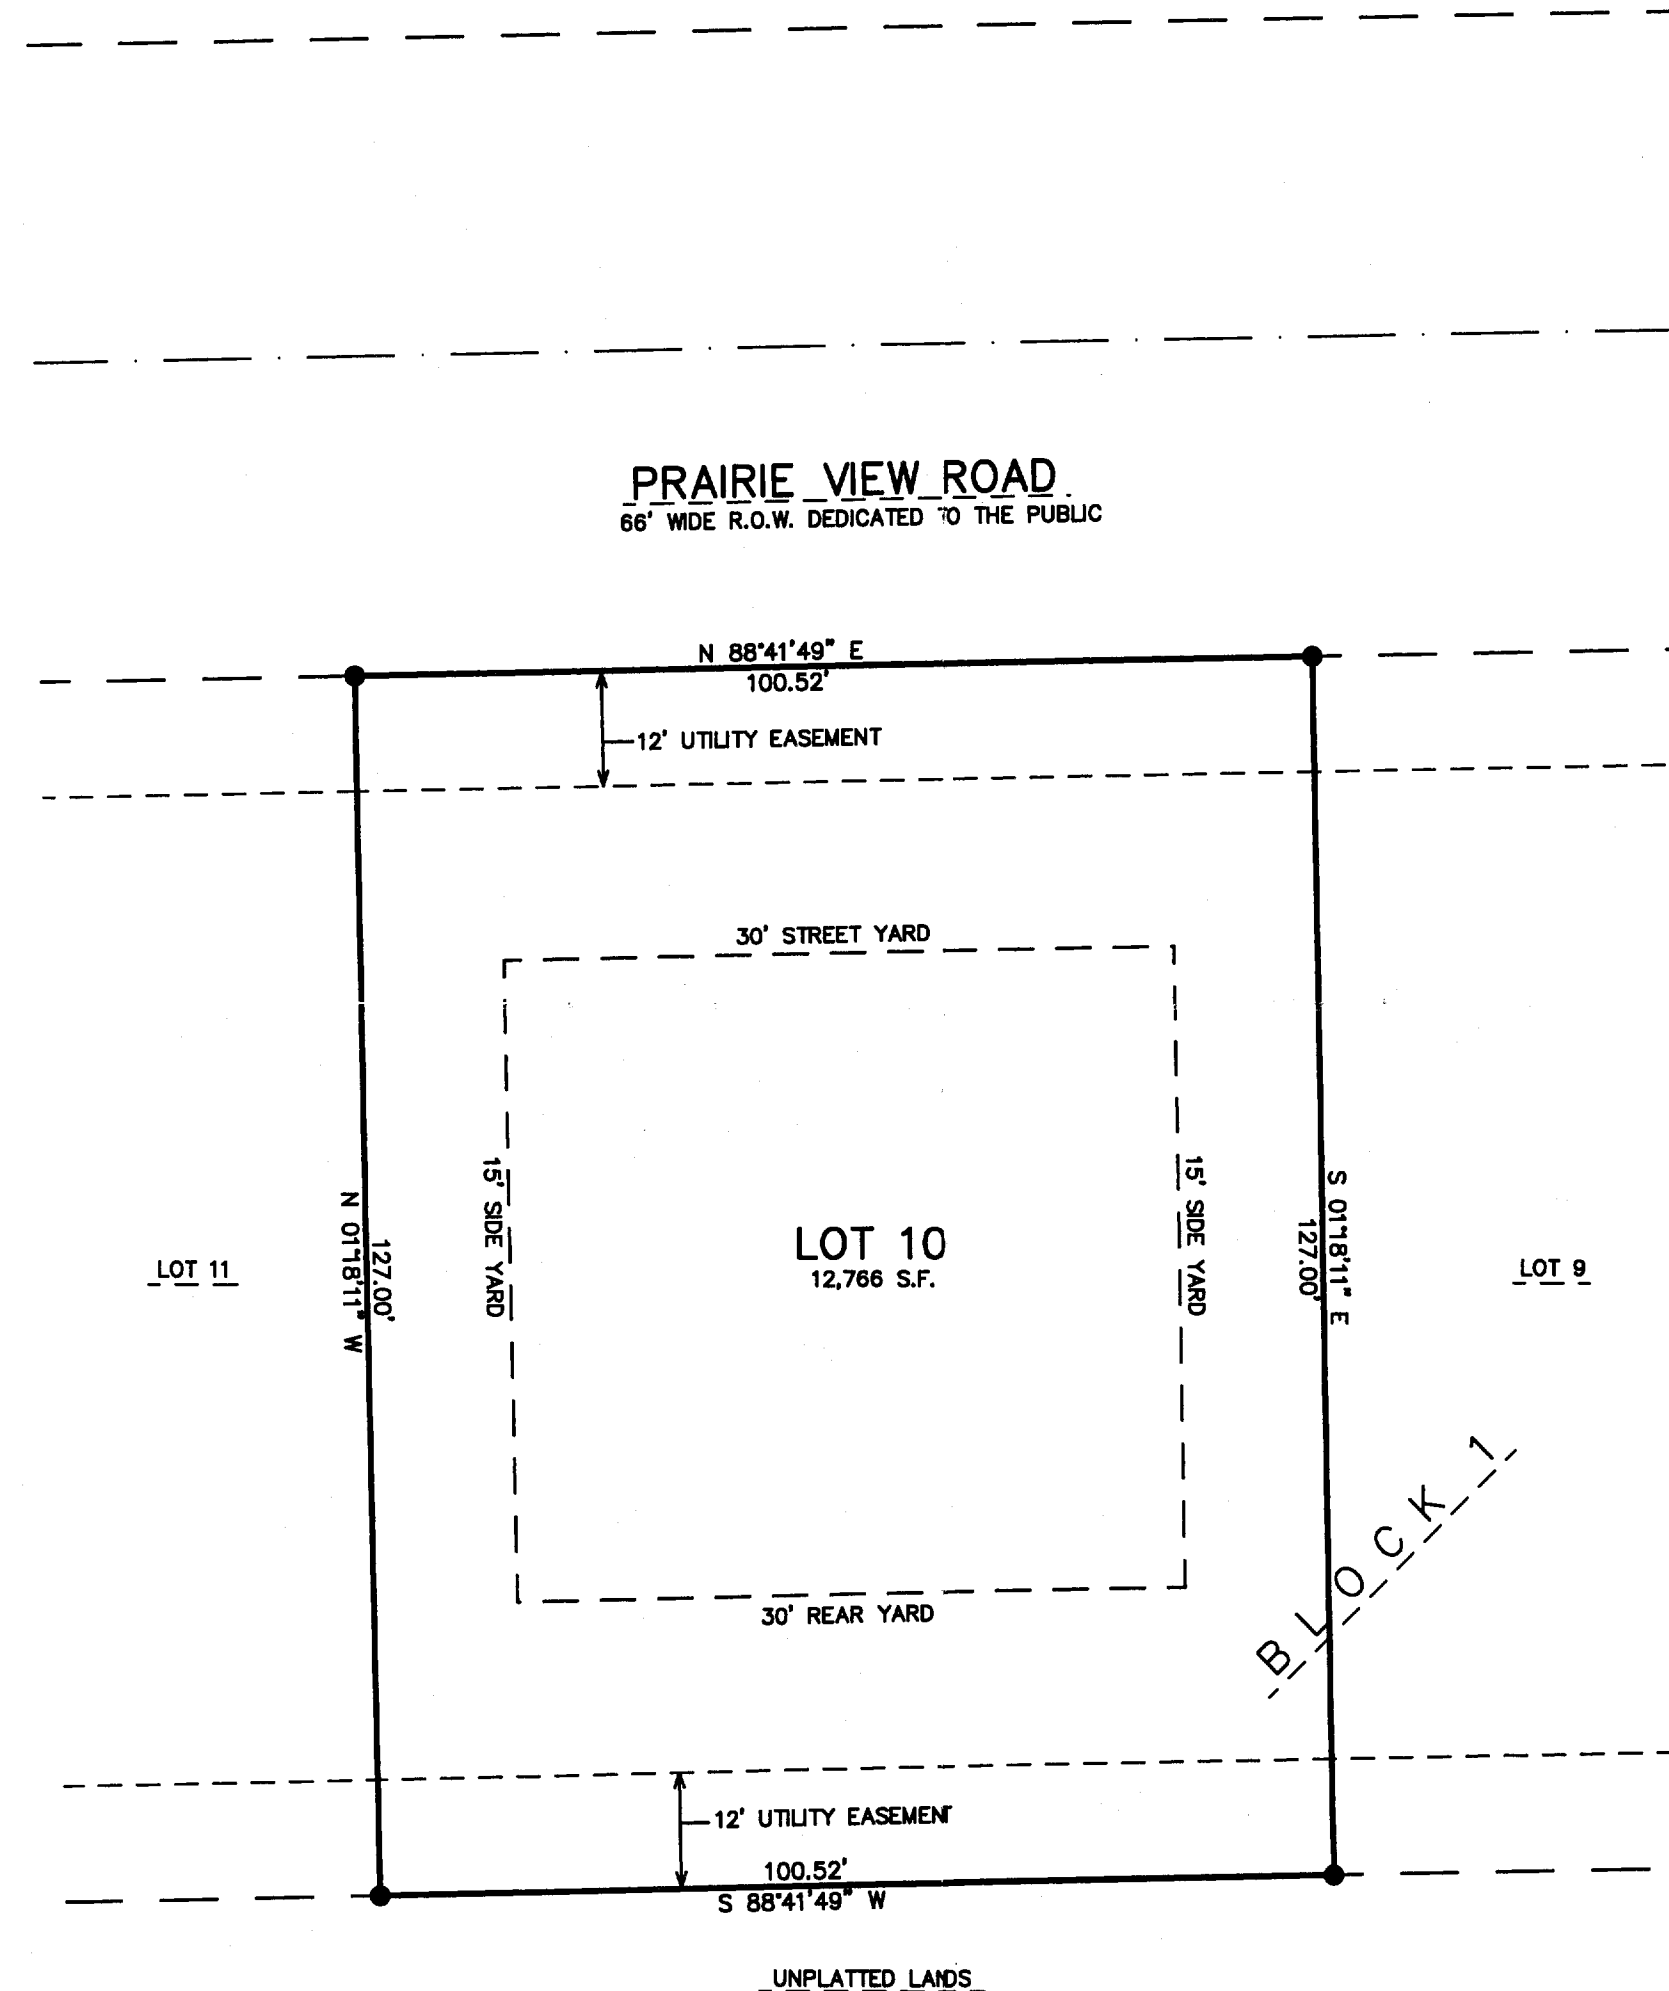 PRAIRIE VIEW ROAD
66' WIDE R.O.W. DEDICATED TO THE PUBLIC
N 88°41'49" E
100.52'
12' UTILITY EASEMENT
30' STREET YARD
15' SIDE YARD
15' SIDE YARD
N 01°18'11" W
127.00'
S 01°18'11" E
127.00'
LOT 10
12,766 S.F.
LOT 11
LOT 9
BLOCK 1
30' REAR YARD
12' UTILITY EASEMENT
100.52'
S 88°41'49" W
UNPLATTED LANDS